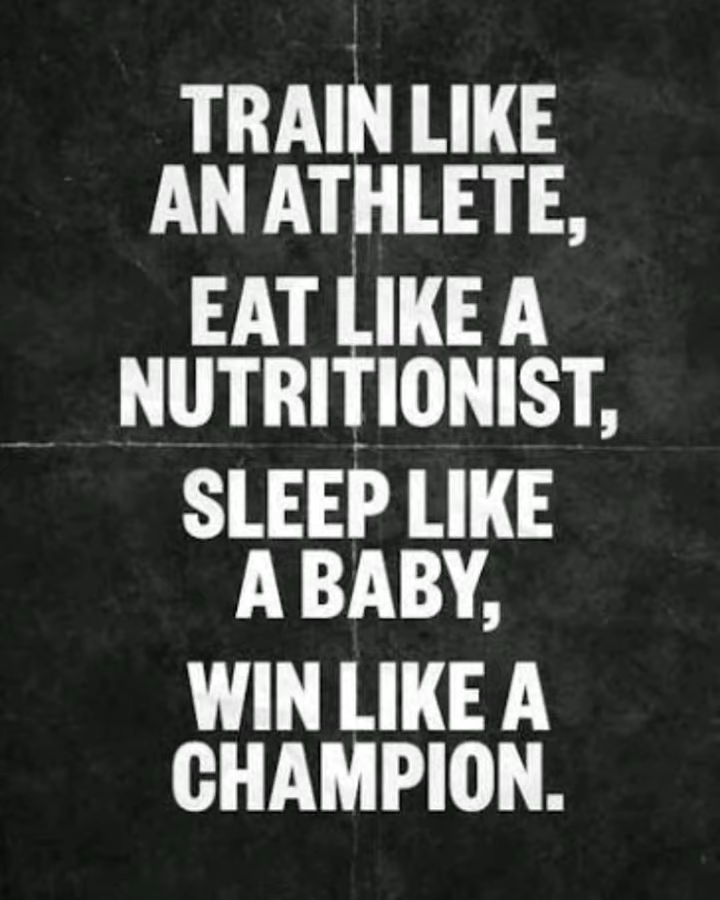 TRAIN LIKE
AN ATHLETE,
EAT LIKE A
NUTRITIONIST,
SLEEP LIKE
A BABY,
WIN LIKE A
CHAMPION.